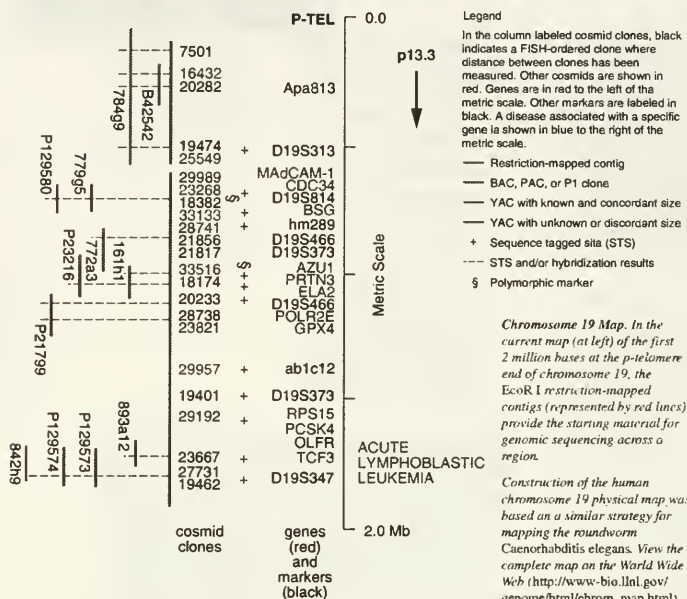 P-TEL
0.0
p13.3
7501
16432
20282
Apa813
784g9
B42542
19474 + D19S313
25549
29989
MAdCAM-1
23268 +
CDC34
18382 §
D19S814
33133 +
BSG
28741 +
hm289
21856
D19S466
21817
D19S373
33516 §
AZU1
18174 +
PRTN3
ELA2
20233 +
D19S466
28738
POLR2E
23821
GPX4
P129580
779g5
P23216
772a3
161h1
P21799
Metric Scale
29957 + ab1c12
19401 + D19S373
29192 +
RPS15
PCSK4
OLFR
23667 + TCF3
27731
19462 +
D19S347
842h9
P129574
P129573
893a12
ACUTE
LYMPHOBLASTIC
LEUKEMIA
2.0 Mb
cosmid
clones
genes
(red)
and
markers
(black)
Legend
In the column labeled cosmid clones, black
indicates a FISH-ordered clone where
distance between clones has been
measured. Other cosmids are shown in
red. Genes are in red to the left of tha
metric scale. Other markars are labeled in
black. A disease associated with a specific
gene is shown in blue to the right of the
metric scale.
Restriction-mapped contig
BAC, PAC, or P1 clone
YAC with known and concordant size
YAC with unknown or discordant size
+ Sequence tagged sita (STS)
---- STS and/or hybridization results
§ Polymorphic marker
Chromosome 19 Map. In the
current map (at left) of the first
2 million bases at the p-telomere
end of chromosome 19, the
EcoR I restriction-mapped
contigs (represented by red lines)
provide the starting material for
genomic sequencing across a
region.
Construction of the human
chromosome 19 physical map was
based an a similar strategy for
mapping the roundworm
Caenorhabditis elegans. View the
complete map on the World Wide
Web (http://www-bio.llnl.gov/
genome/html/chrom_map.html)